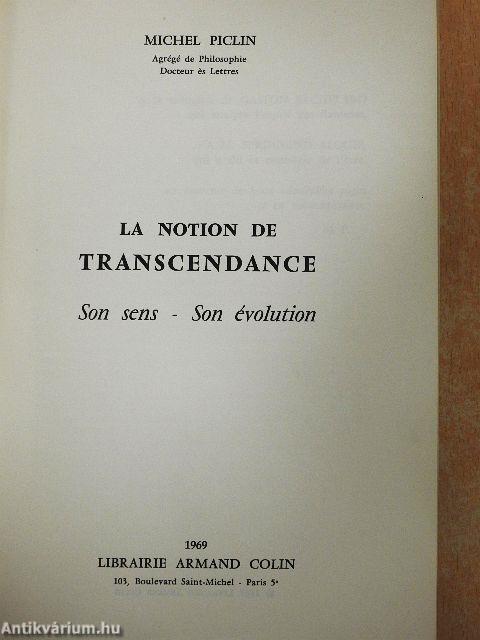 MICHEL PICLIN
Agrégé de Philosophie
Docteur ès Lettres
LA NOTION DE
TRANSCENDANCE
Son sens - Son évolution
1969
LIBRAIRIE ARMAND COLIN
103, Boulevard Saint-Michel - Paris 5e
Antikvárium.hu